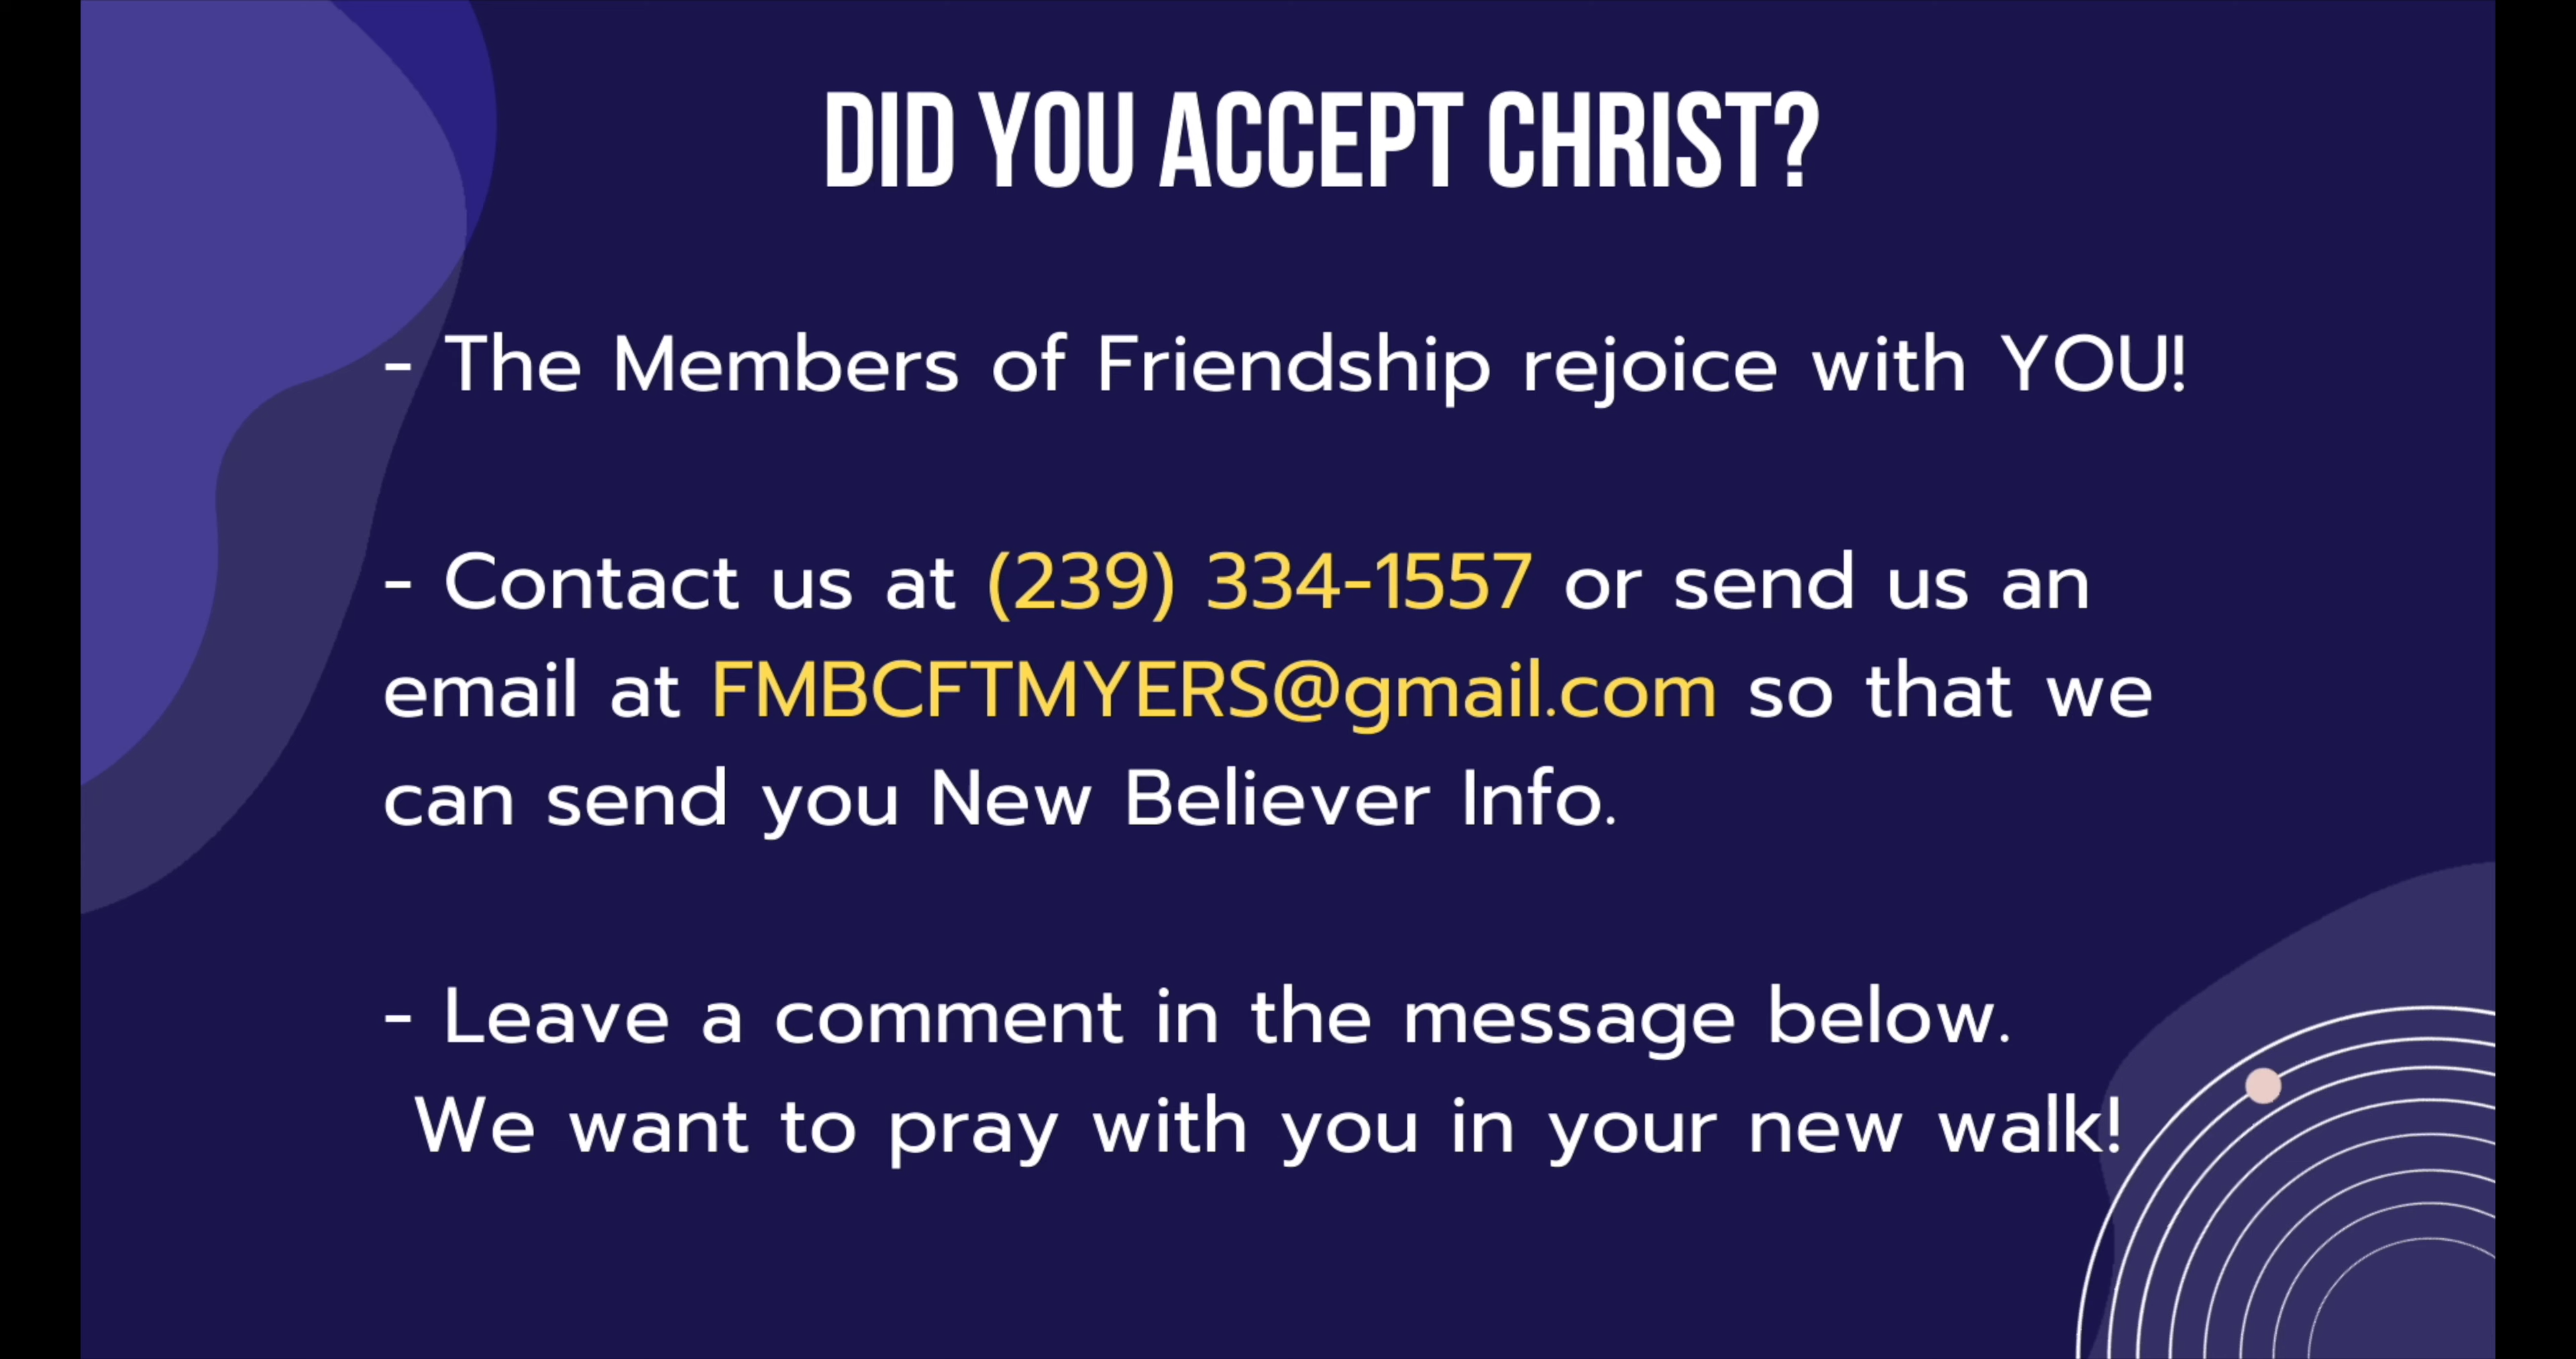 DID YOU ACCEPT CHRIST?
- The Members of Friendship rejoice with YOU!
- Contact us at (239) 334-1557 or send us an
email at FMBCFTMYERS@gmail.com so that we
can send you New Believer Info.
- Leave a comment in the message below.
We want to pray with you in your new walk!